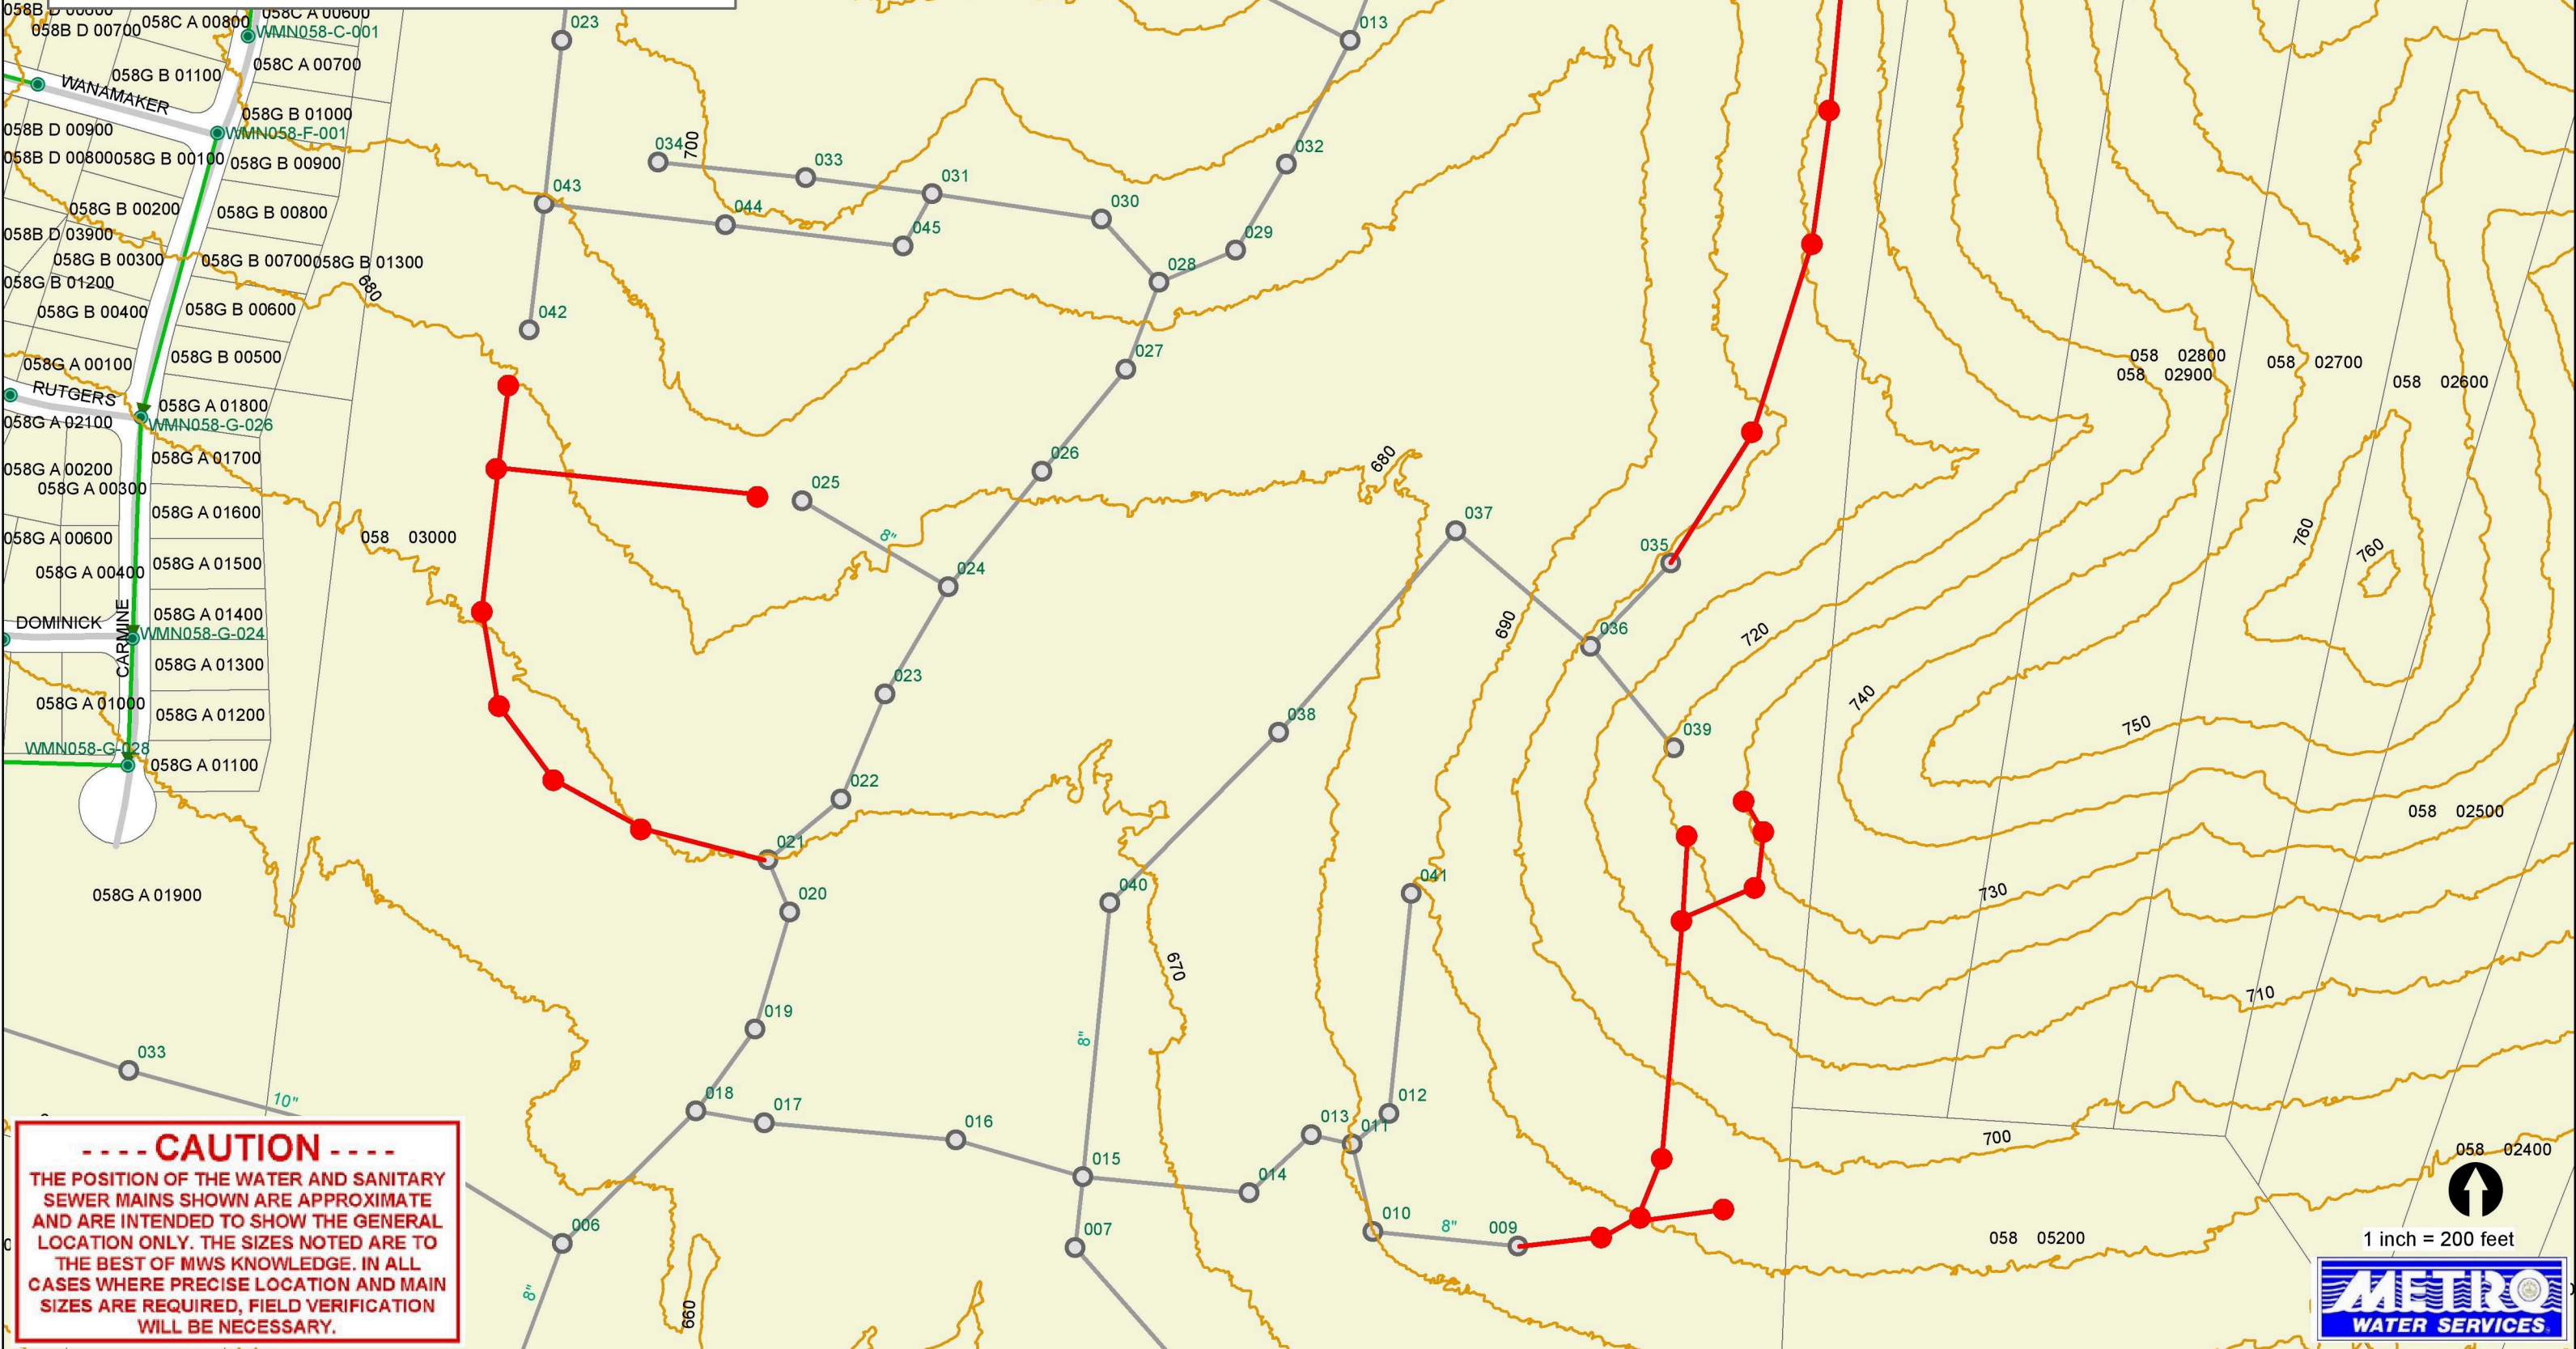 058C A 00600
058C A 00800
058B D 00700
WMN058-C-001
023
013
058C A 00700
058G B 01100
WANAMAKER
058G B 01000
058B D 00900
WMN058-F-001
058B D 00800
058G B 00100
058G B 00900
034
700
033
032
031
043
058G B 00200
058G B 00800
030
044
045
029
058B D 03900
058G B 00300
058G B 00700
058G B 01300
028
058G B 01200
680
058G B 00400
058G B 00600
042
058G B 00500
027
058 02800
058 02900
058 02700
058 02600
058G A 00100
RUTGERS
058G A 01800
058G A 02100
WMN058-G-026
058G A 01700
058G A 00200
058G A 00300
026
680
025
058G A 01600
037
058G A 00600
058 03000
8"
760
760
035
058G A 01500
058G A 00400
024
058G A 01400
DOMINICK
CARMINE
WMN058-G-024
690
036
720
058G A 01300
023
740
058G A 01000
058G A 01200
038
750
039
WMN058-G-028
058G A 01100
022
058 02500
021
040
041
730
058G A 01900
020
670
710
019
8"
033
10"
018
017
012
013
011
016
700
058 02400
015
014
006
010
8"
009
007
058 05200
8"
660
- - - - CAUTION - - - -
THE POSITION OF THE WATER AND SANITARY
SEWER MAINS SHOWN ARE APPROXIMATE
AND ARE INTENDED TO SHOW THE GENERAL
LOCATION ONLY. THE SIZES NOTED ARE TO
THE BEST OF MWS KNOWLEDGE. IN ALL
CASES WHERE PRECISE LOCATION AND MAIN
SIZES ARE REQUIRED, FIELD VERIFICATION
WILL BE NECESSARY.
1 inch = 200 feet
METRO
WATER SERVICES